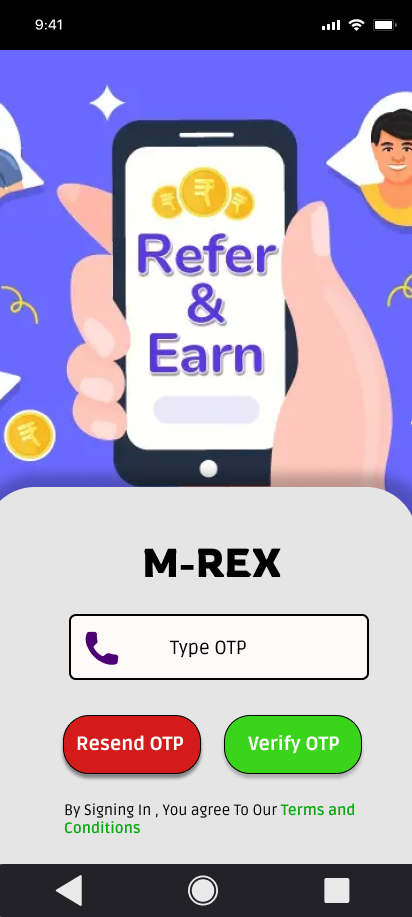 9:41
Refer
&
Earn
M-REX
Type OTP
Resend OTP
Verify OTP
By Signing In , You agree To Our Terms and
Conditions